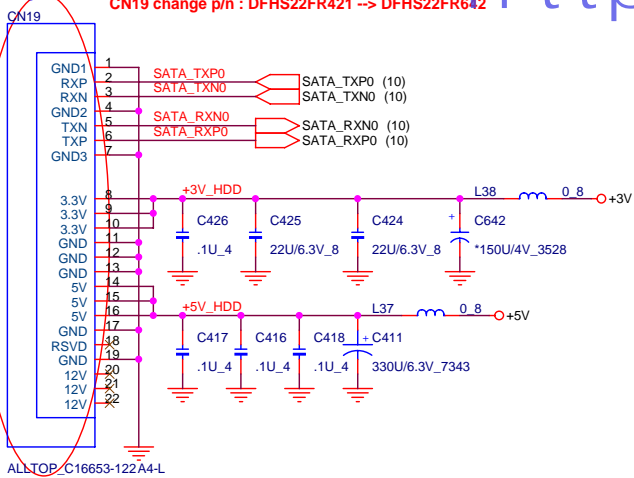 CN19 change p/n : DFHS22FR421 --> DFHS22FR642
CN19
GND1 1
RXP 2 SATA_TXP0 SATA_TXP0 (10)
RXN 3 SATA_TXN0 SATA_TXN0 (10)
GND2 4
TXN 5 SATA_RXN0 SATA_RXN0 (10)
TXP 6 SATA_RXP0 SATA_RXP0 (10)
GND3 7
3.3V 8 +3V_HDD L38 0_8 +3V
3.3V 9
3.3V 10
GND 11
GND 12
GND 13
5V 14
5V 15
5V 16
GND 17
RSVD 18
GND 19
12V 20
12V 21
12V 22
C426 C425 C424 + C642
.1U_4 22U/6.3V_8 22U/6.3V_8 *150U/4V_3528
+5V_HDD L37 0_8 +5V
C417 C416 C418 + C411
.1U_4 .1U_4 .1U_4 330U/6.3V_7343
ALLTOP_C16653-122A4-L